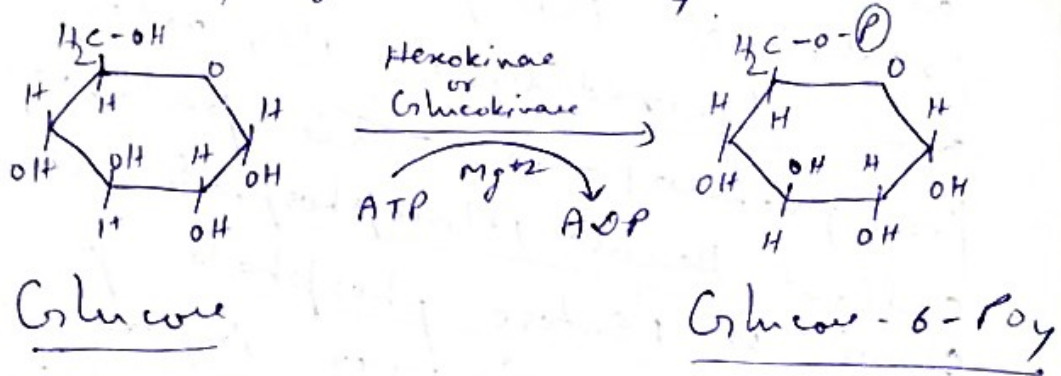 H₂C-OH
O
H
H
H
OH
OH
H
OH
H
OH
Hexokinase
or
Glucokinase
Mg+2
ATP
ADP
H₂C-O-Ⓟ
O
H
H
H
OH
OH
H
OH
H
OH
Glucose
Glucose-6-PO₄